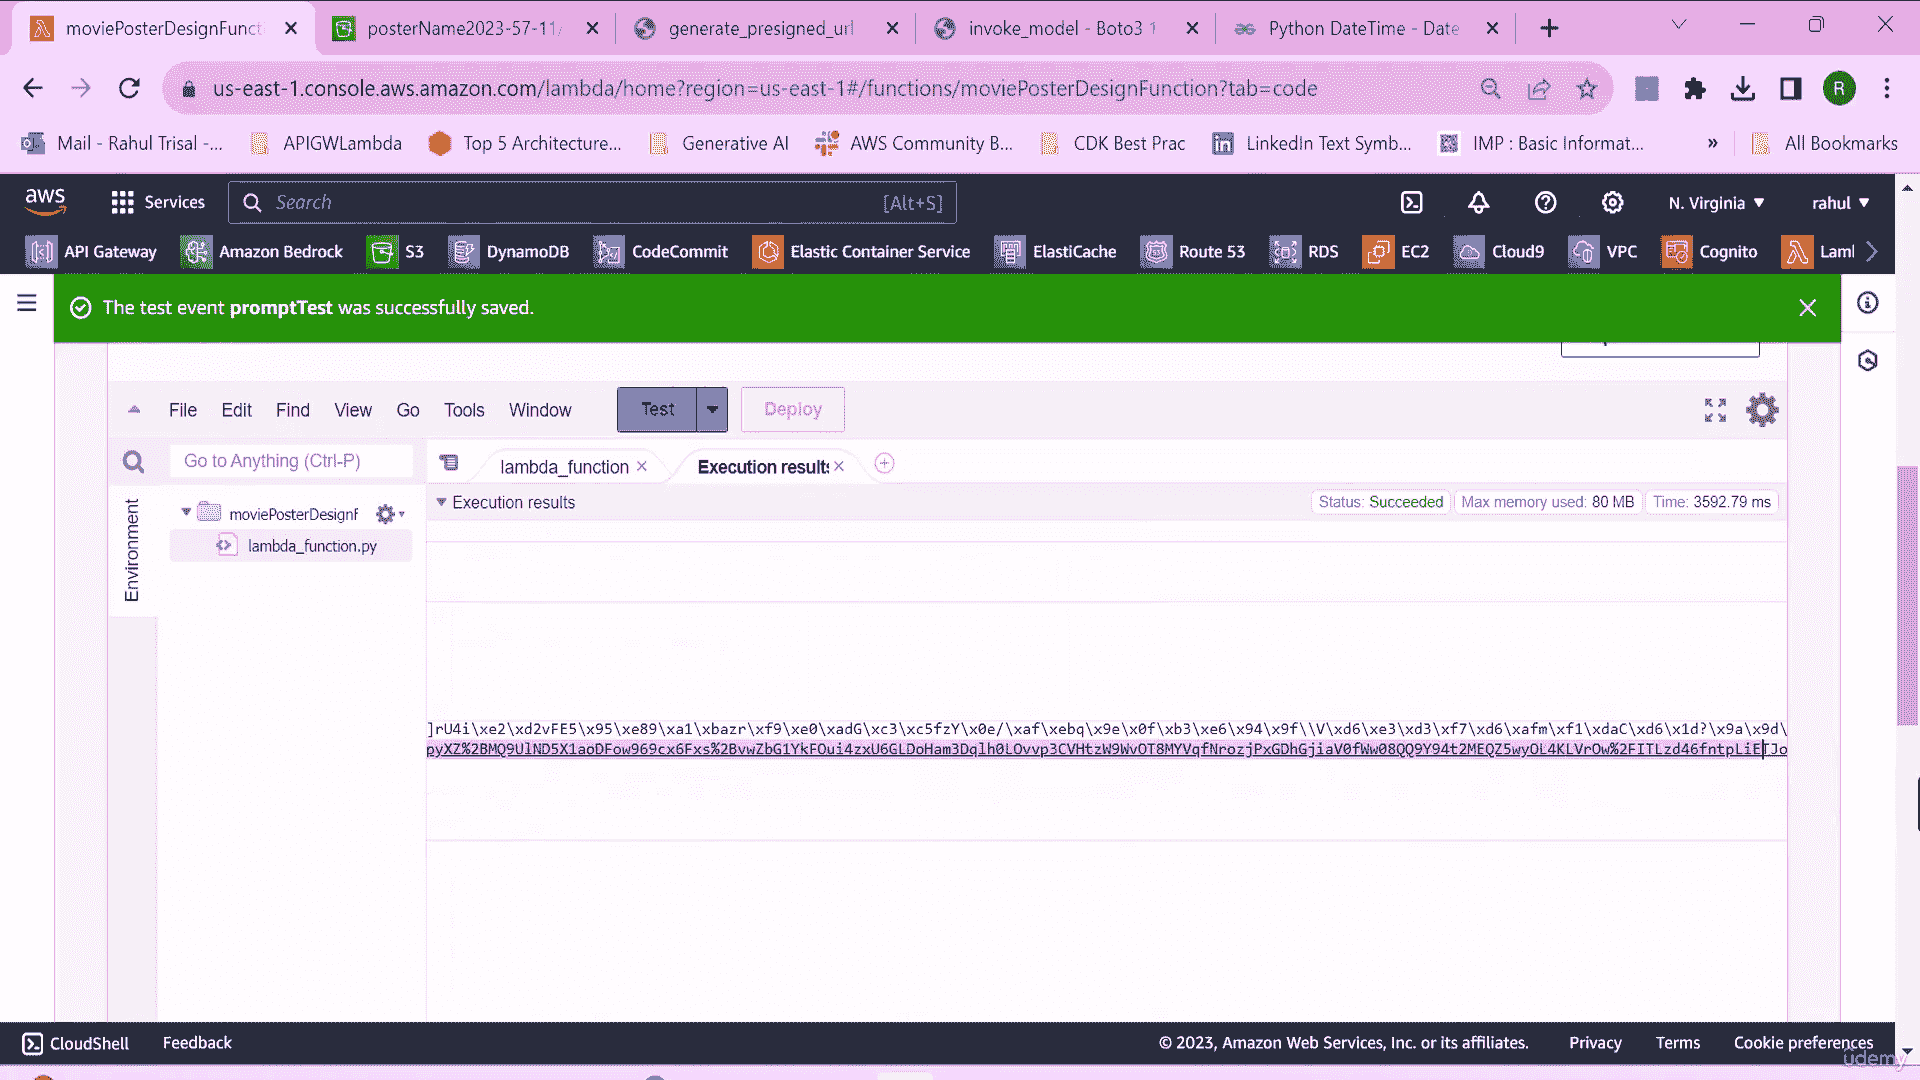 moviePosterDesignFuncti
posterName2023-57-11/
generate_presigned_url
invoke_model - Boto3 1
Python DateTime - Date
us-east-1.console.aws.amazon.com/lambda/home?region=us-east-1#/functions/moviePosterDesignFunction?tab=code
R
Mail - Rahul Trisal -...
APIGWLambda
Top 5 Architecture...
Generative AI
AWS Community B...
CDK Best Prac
LinkedIn Text Symb...
IMP : Basic Informat...
»
All Bookmarks
aws
Services
Search
[Alt+S]
N. Virginia
rahul
API Gateway
Amazon Bedrock
S3
DynamoDB
CodeCommit
Elastic Container Service
ElastiCache
Route 53
RDS
EC2
Cloud9
VPC
Cognito
Laml
The test event promptTest was successfully saved.
File Edit Find View Go Tools Window
Test
Deploy
Go to Anything (Ctrl-P)
lambda_function
Execution results
Environment
moviePosterDesignF
lambda_function.py
Execution results
Status: Succeeded
Max memory used: 80 MB
Time: 3592.79 ms
]rU4i\xe2\xd2vFE5\x95\xe89\xa1\xbazr\xf9\xe0\xadG\xc3\xc5fzY\x0e/\xaf\xebq\x9e\x0f\xb3\xe6\x94\x9f\\V\xd6\xe3\xd3\xf7\xd6\xafm\xf1\xdaC\xd6\x1d?\x9a\x9d\
pyXZ%2BMQ9UlND5X1aoDFow969cx6Fxs%2BvwZbG1YkFOui4zxU6GLDoHam3Dqlh0LOvvp3CVHtzW9WvOT8MYVqfNrozjPxGDhGjiaV0fWw08QQ9Y94t2MEQZ5wyOL4KLVrOw%2FITLzd46fntpLiETJo
CloudShell
Feedback
© 2023, Amazon Web Services, Inc. or its affiliates.
Privacy
Terms
Cookie preferences
udemy